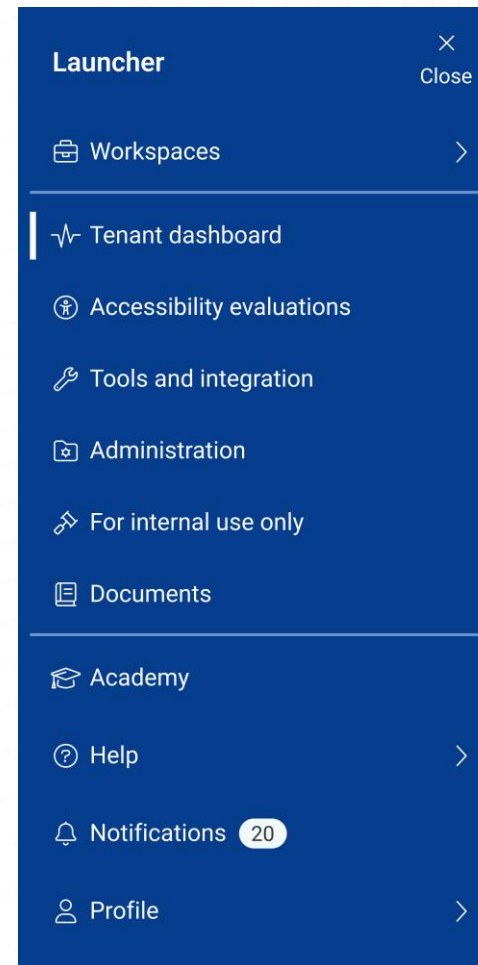 Launcher
Close
Workspaces
Tenant dashboard
Accessibility evaluations
Tools and integration
Administration
For internal use only
Documents
Academy
Help
Notifications 20
Profile